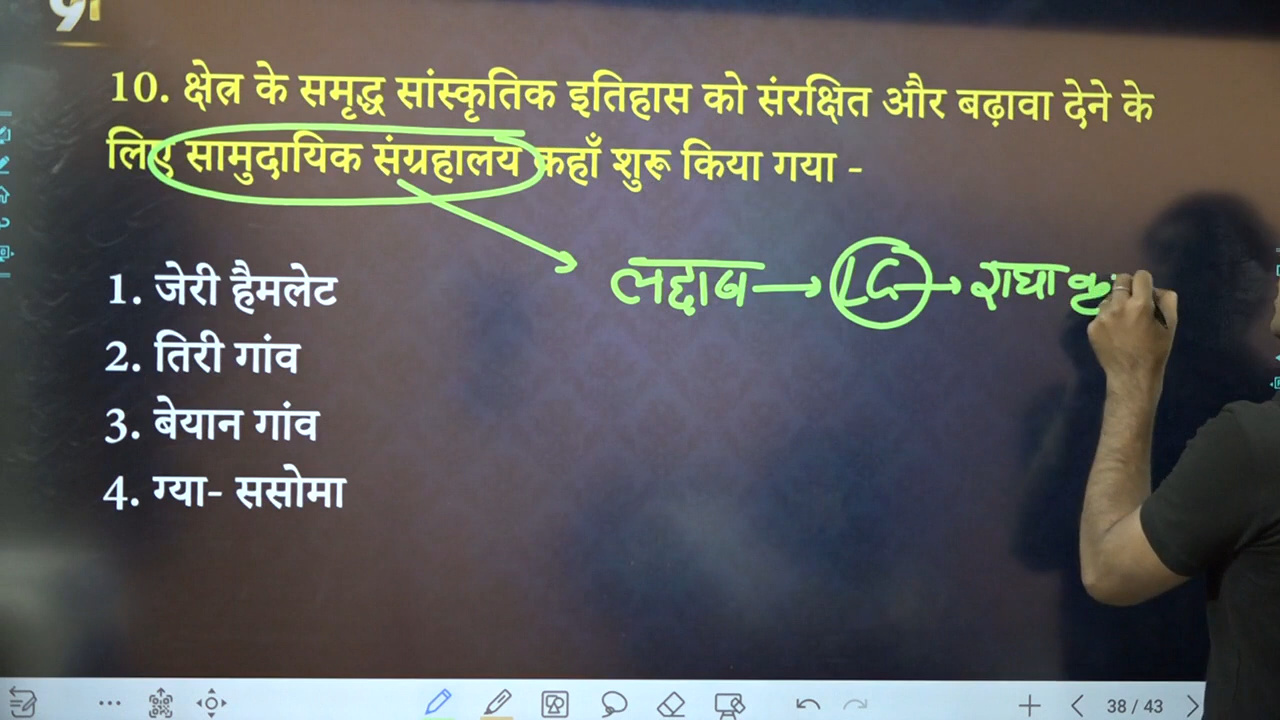 10. क्षेत्र के समृद्ध सांस्कृतिक इतिहास को संरक्षित और बढ़ावा देने के
लिए सामुदायिक संग्रहालय कहाँ शुरू किया गया -
लद्दाख → LG → राधा
1. जेरी हैमलेट
2. तिरी गांव
3. बेयान गांव
4. ग्या- ससोमा
38 / 43